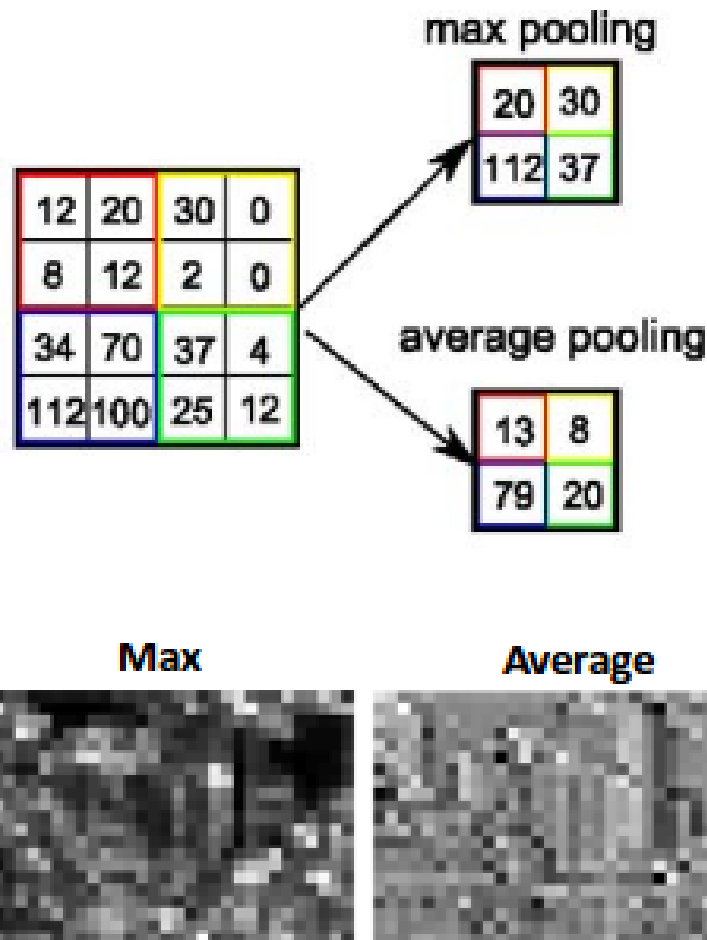 max pooling
20 30
112 37
12 20 30 0
8 12 2 0
34 70 37 4
112 100 25 12
average pooling
13 8
79 20
Max Average